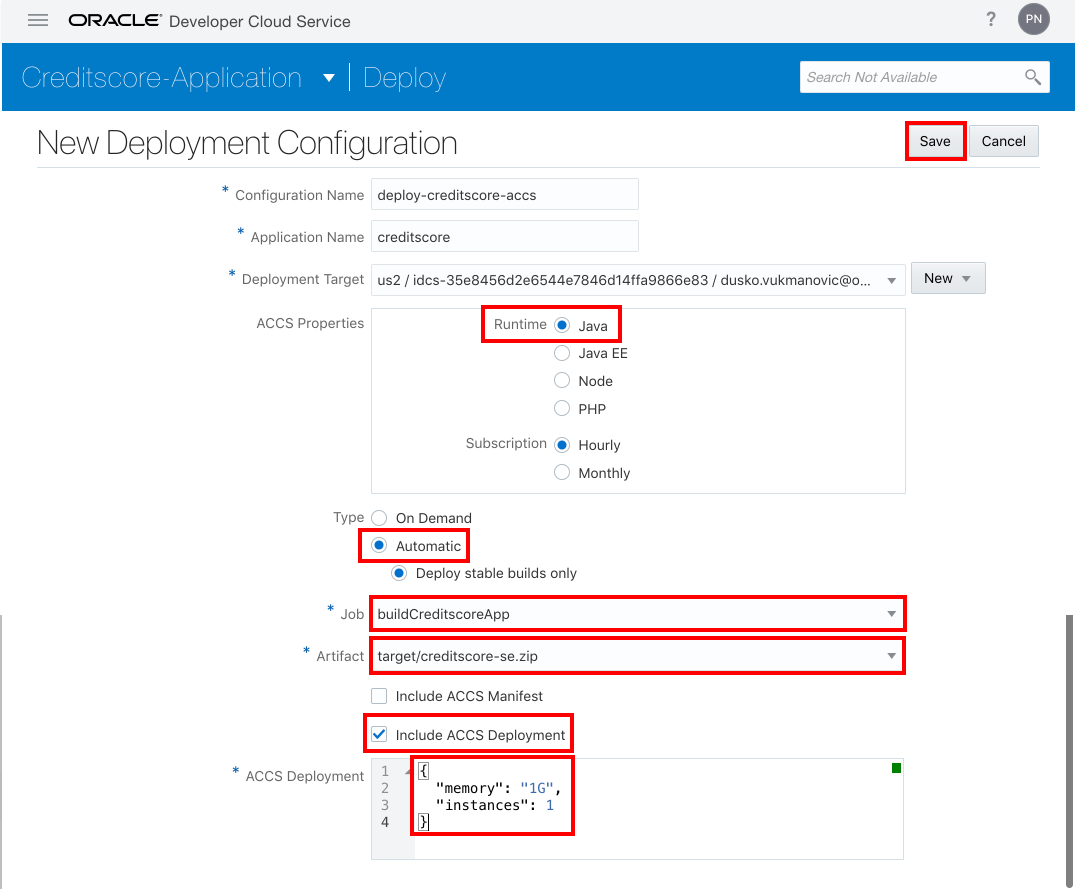 ORACLE® Developer Cloud Service ? PN
Creditscore-Application Deploy Search Not Available
New Deployment Configuration Save Cancel
* Configuration Name deploy-creditscore-accs
* Application Name creditscore
* Deployment Target us2 / idcs-35e8456d2e6544e7846d14ffa9866e83 / dusko.vukmanovic@o... New
ACCS Properties Runtime Java
Java EE
Node
PHP
Subscription Hourly
Monthly
Type On Demand
Automatic
Deploy stable builds only
* Job buildCreditscoreApp
* Artifact target/creditscore-se.zip
Include ACCS Manifest
Include ACCS Deployment
* ACCS Deployment 1 {
2 "memory": "1G",
3 "instances": 1
4 }